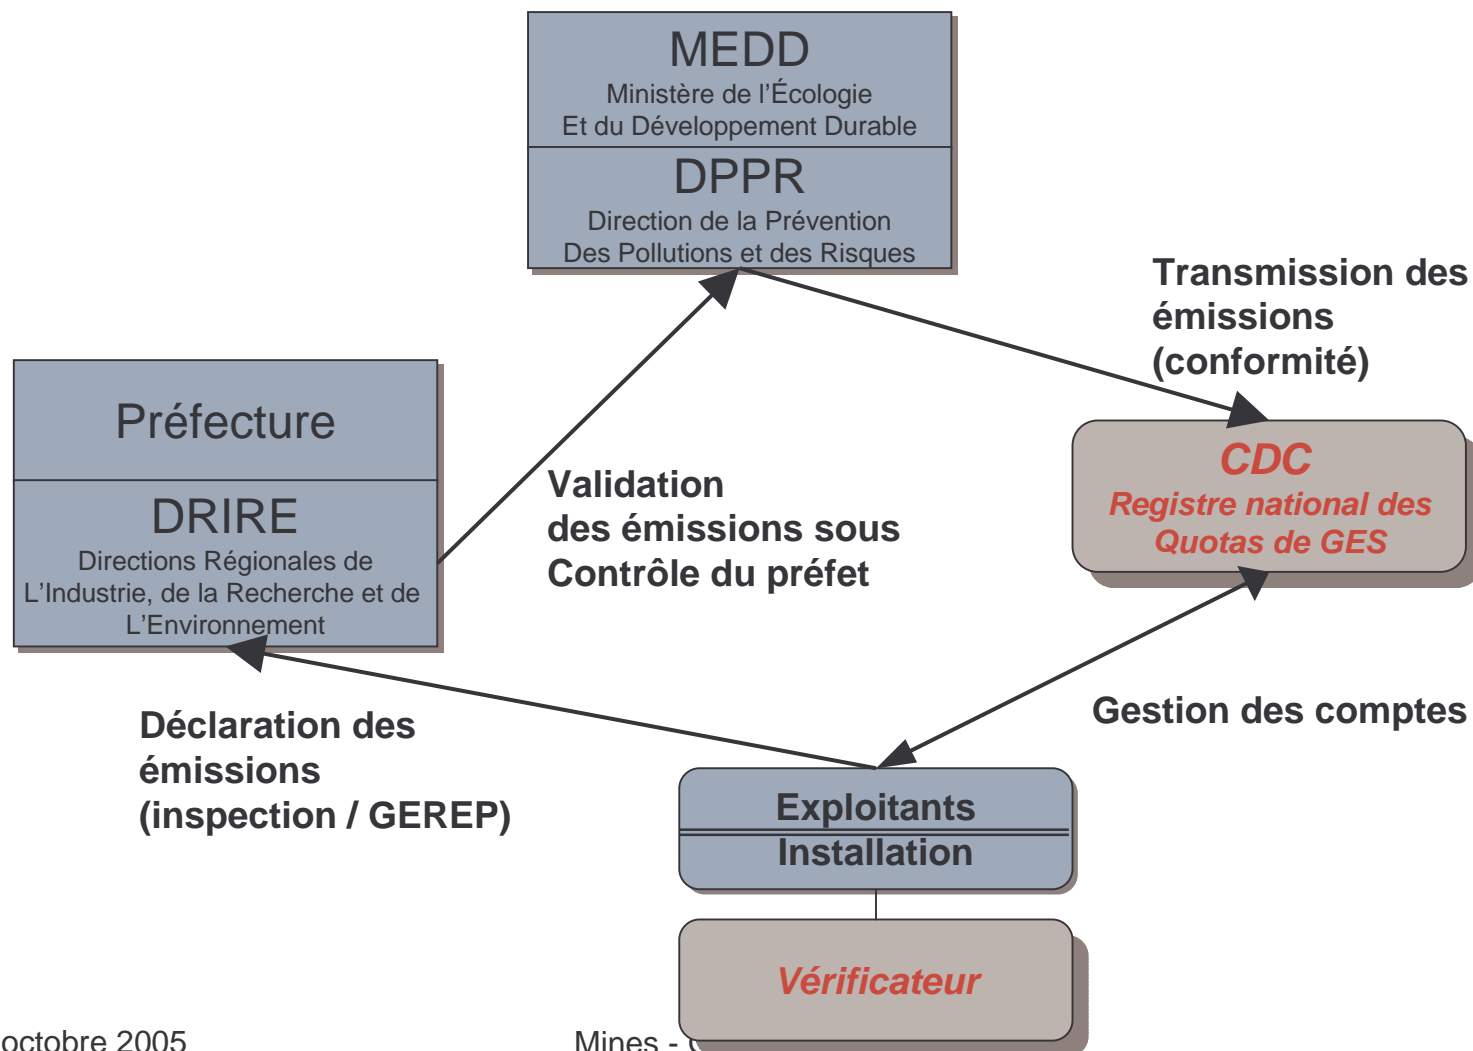 MEDD
Ministère de l’Écologie
Et du Développement Durable
DPPR
Direction de la Prévention
Des Pollutions et des Risques
Transmission des
émissions
(conformité)
Préfecture
DRIRE
Directions Régionales de
L’Industrie, de la Recherche et de
L’Environnement
Validation
des émissions sous
Contrôle du préfet
CDC
Registre national des
Quotas de GES
Déclaration des
émissions
(inspection / GEREP)
Gestion des comptes
Exploitants
Installation
Vérificateur
octobre 2005
Mines -